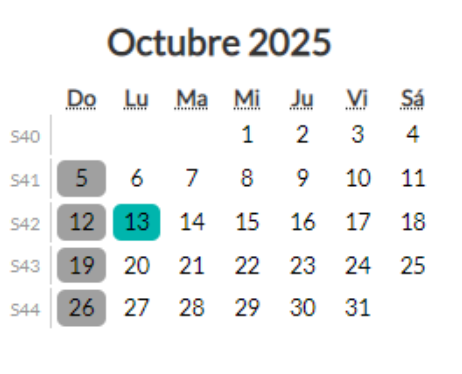 Octubre 2025
Do Lu Ma Mi Ju Vi Sá
S40 1 2 3 4
S41 5 6 7 8 9 10 11
S42 12 13 14 15 16 17 18
S43 19 20 21 22 23 24 25
S44 26 27 28 29 30 31